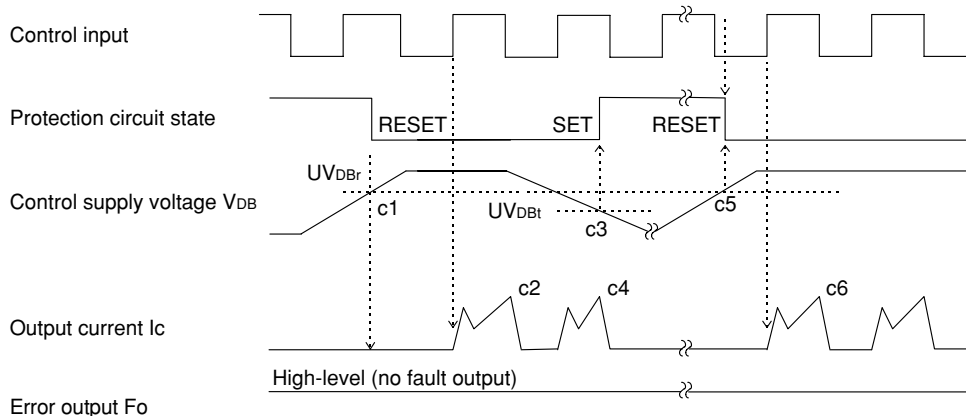 Control input
Protection circuit state
RESET
SET
RESET
UVDBr
Control supply voltage VDB
c1
UVDBt
c3
c5
c2
c4
c6
Output current Ic
High-level (no fault output)
Error output Fo